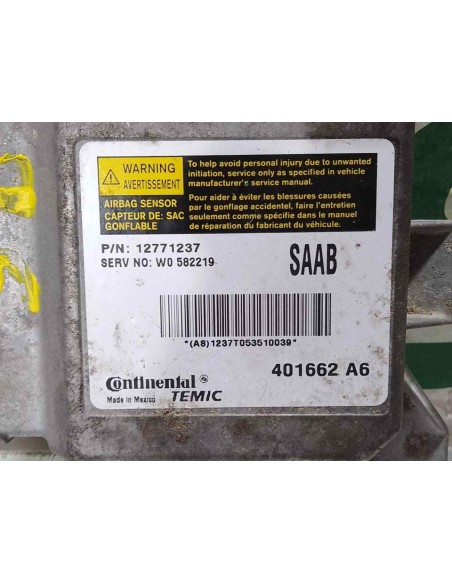 WARNING
AVERTISSEMENT
To help avoid personal injury due to unwanted
initiation, service only as specified in vehicle
manufacturer's service manual.
AIRBAG SENSOR
CAPTEUR DE: SAC
GONFLABLE
Pour aider à éviter les blessures causées
par le gonflage accidentel, faire l'entretien
seulement comme spécifie dans le manuel
de réparation du fabricant du véhicule.
P/N: 12771237
SERV NO: W0 582219
SAAB
*(A8)1237T053510039*
401662 A6
Continental
Made in Mexico
TEMIC